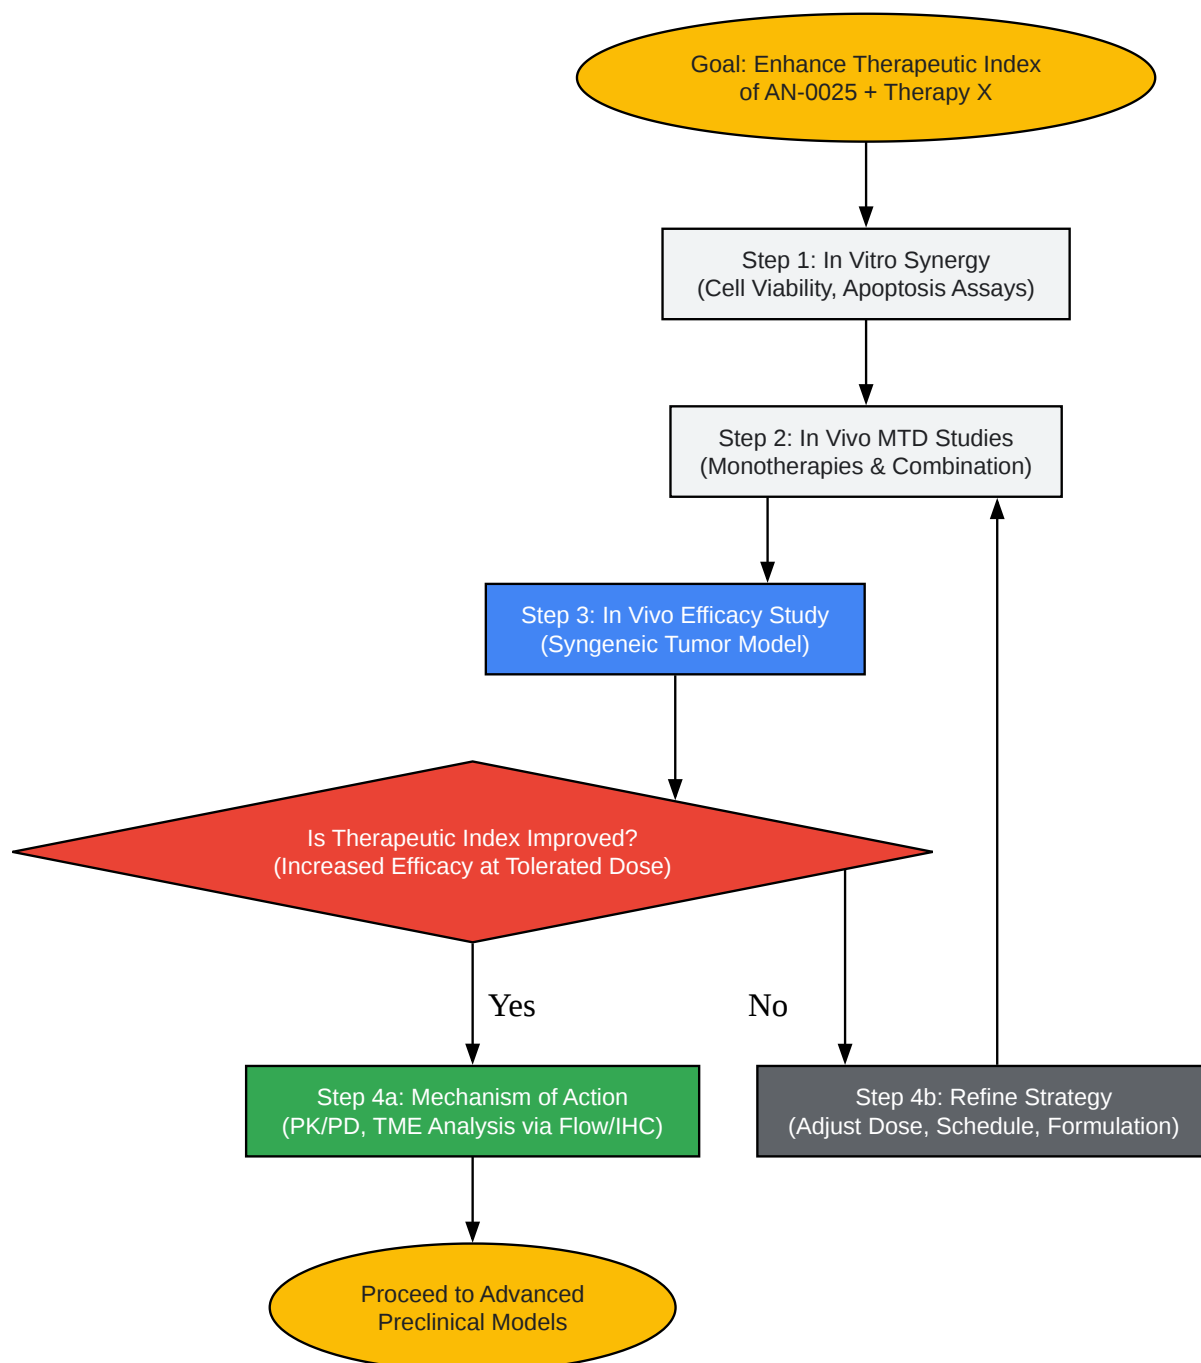 Goal: Enhance Therapeutic Index
of AN-0025 + Therapy X
Step 1: In Vitro Synergy
(Cell Viability, Apoptosis Assays)
Step 2: In Vivo MTD Studies
(Monotherapies & Combination)
Step 3: In Vivo Efficacy Study
(Syngeneic Tumor Model)
Is Therapeutic Index Improved?
(Increased Efficacy at Tolerated Dose)
Yes
No
Step 4a: Mechanism of Action
(PK/PD, TME Analysis via Flow/IHC)
Step 4b: Refine Strategy
(Adjust Dose, Schedule, Formulation)
Proceed to Advanced
Preclinical Models